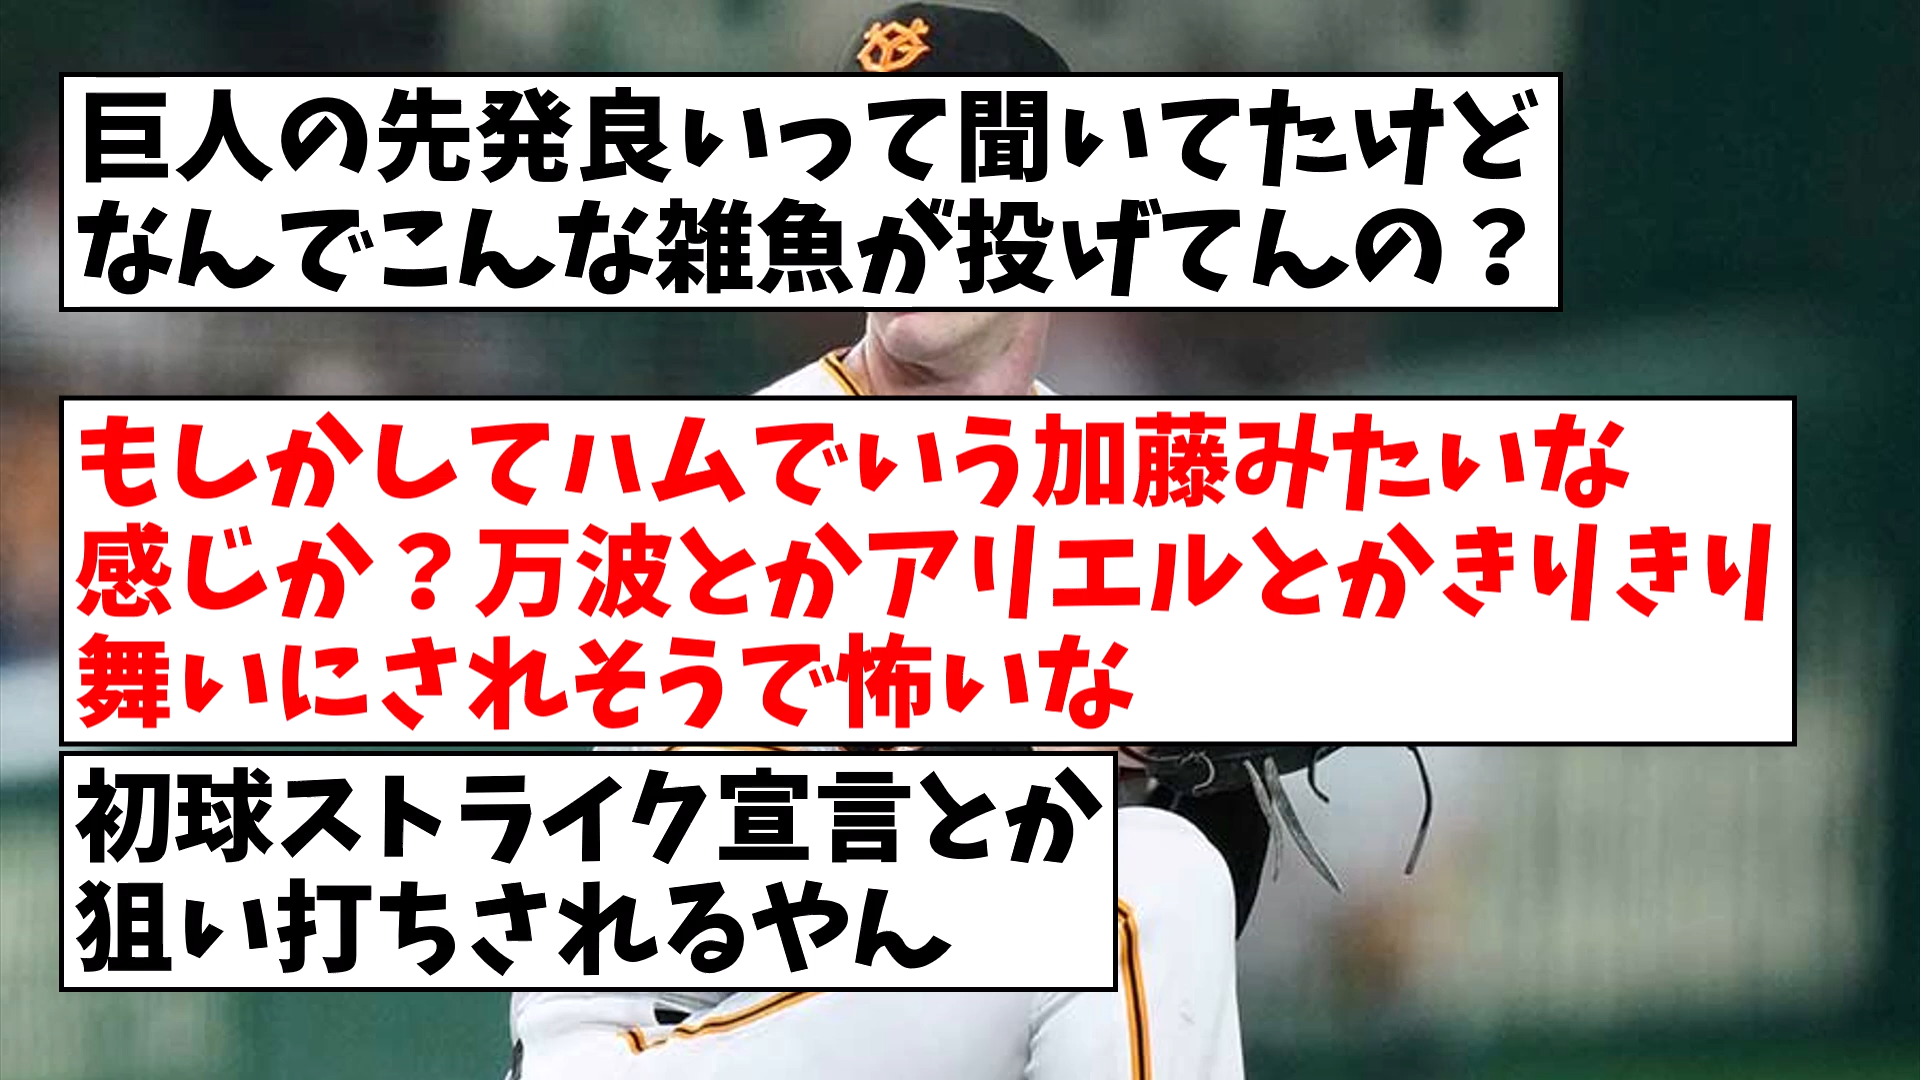 巨人の先発良いって聞いてたけど
なんでこんな雑魚が投げてんの？
もしかしてハムでいう加藤みたいな
感じか？万波とかアリエルとかきりきり
舞いにされそうで怖いな
初球ストライク宣言とか
狙い打ちされるやん